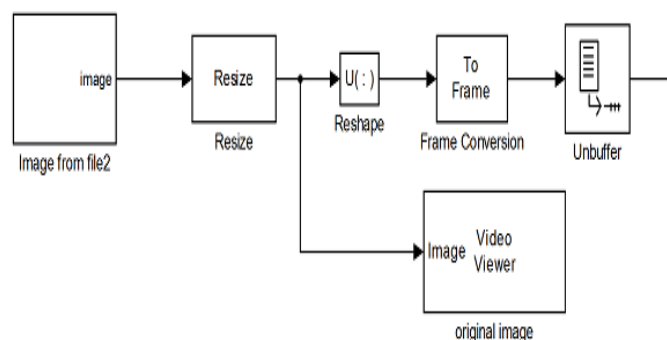 image
Image from file2
Resize
Resize
U( : )
Reshape
To
Frame
Frame Conversion
Unbuffer
Image
Video
Viewer
original image